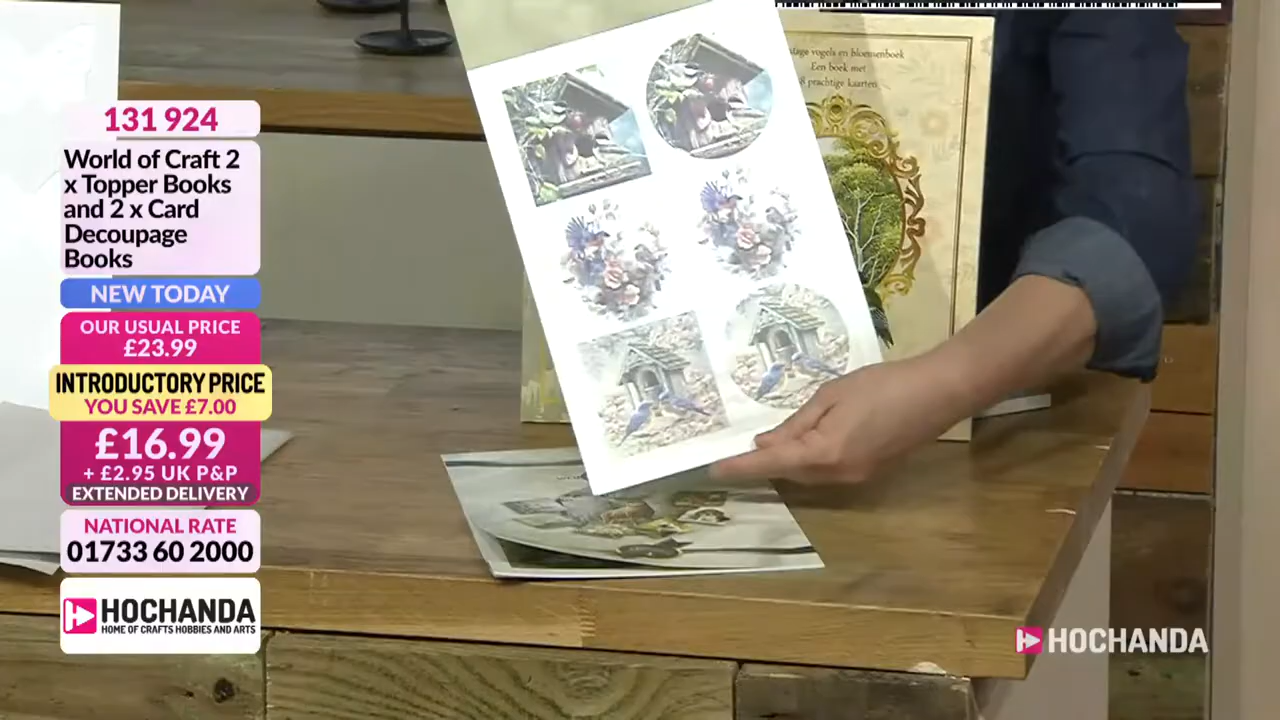 131 924
World of Craft 2
x Topper Books
and 2 x Card
Decoupage
Books
NEW TODAY
OUR USUAL PRICE
£23.99
INTRODUCTORY PRICE
YOU SAVE £7.00
£16.99
+ £2.95 UK P&P
EXTENDED DELIVERY
NATIONAL RATE
01733 60 2000
HOCHANDA
HOME OF CRAFTS HOBBIES AND ARTS
vogels en bloemenboek
Een boek met
prachtige kaarten
HOCHANDA